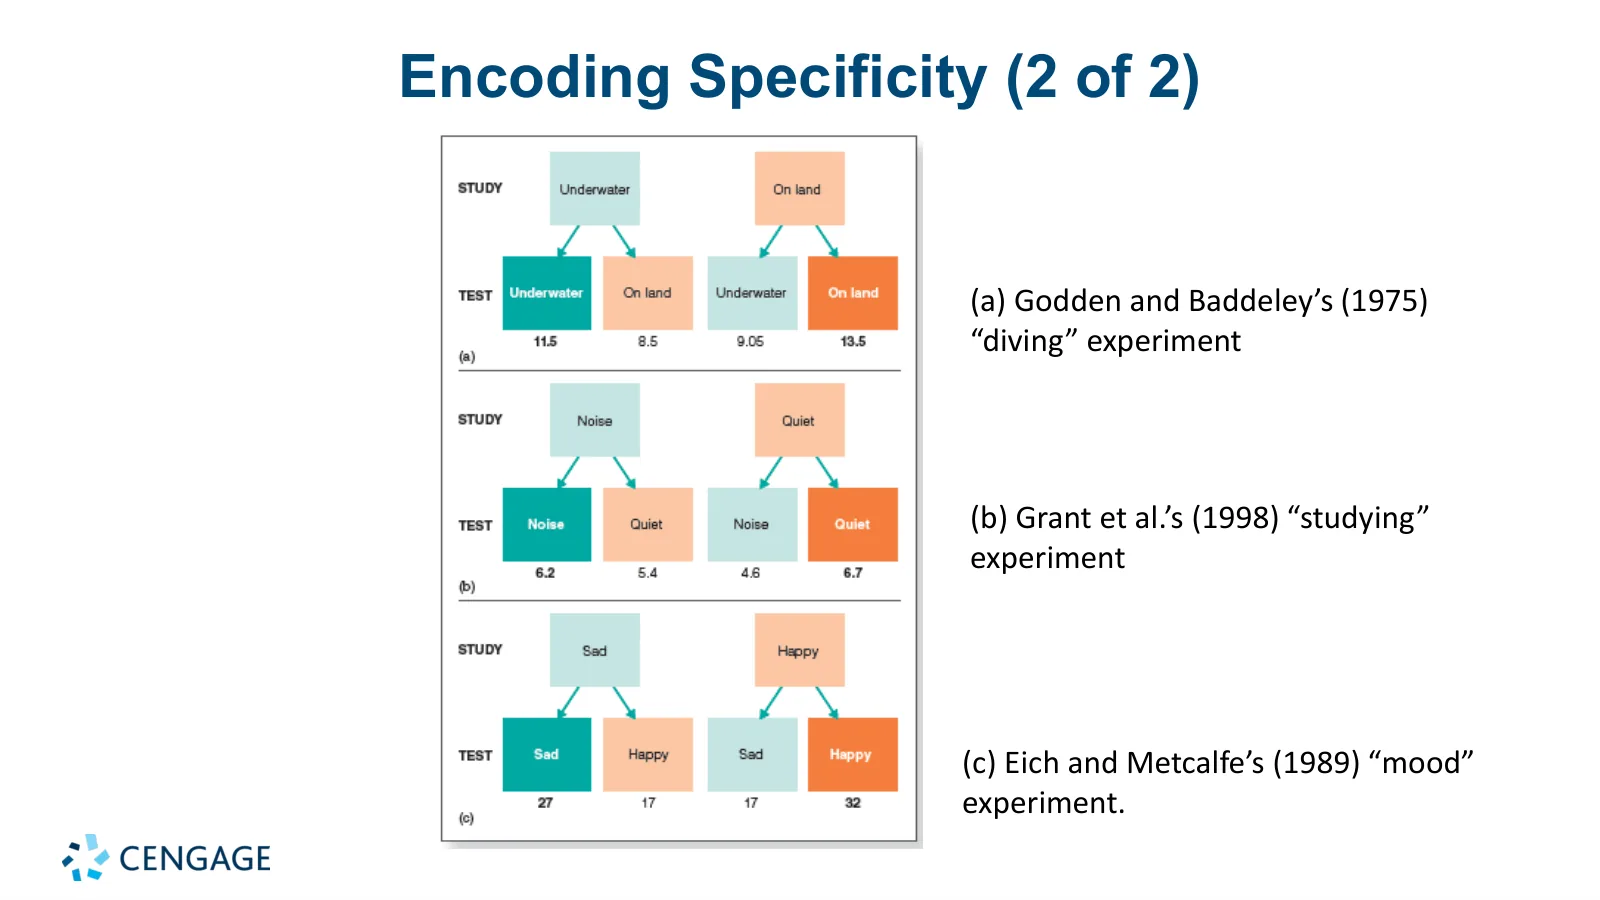 Encoding Specificity (2 of 2)
STUDY Underwater On land
TEST Underwater On land Underwater On land
11.5 8.5 9.05 13.5
(a)
STUDY Noise Quiet
TEST Noise Quiet Noise Quiet
6.2 5.4 4.6 6.7
(b)
STUDY Sad Happy
TEST Sad Happy Sad Happy
27 17 17 32
(c)
(a) Godden and Baddeley’s (1975)
“diving” experiment
(b) Grant et al.’s (1998) “studying”
experiment
(c) Eich and Metcalfe’s (1989) “mood”
experiment.
CENGAGE